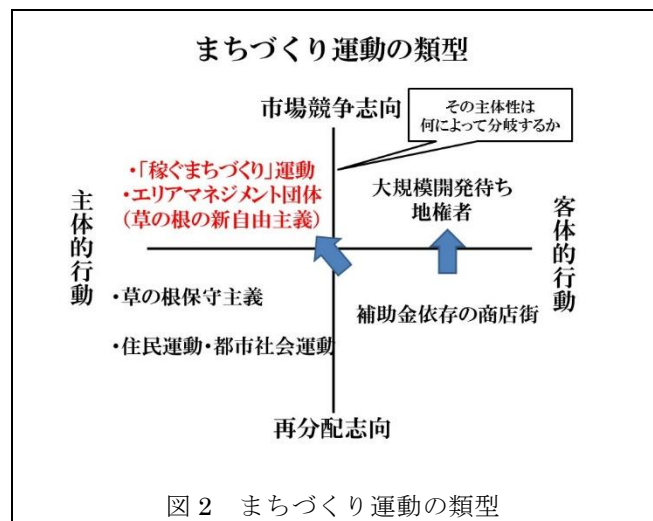 まちづくり運動の類型
市場競争志向
その主体性は
何によって分岐するか
・「稼ぐまちづくり」運動
・エリアマネジメント団体
(草の根の新自由主義)
大規模開発待ち
地権者
主体的行動
客体的行動
・草の根保守主義
・住民運動・都市社会運動
補助金依存の商店街
再分配志向
図2 まちづくり運動の類型